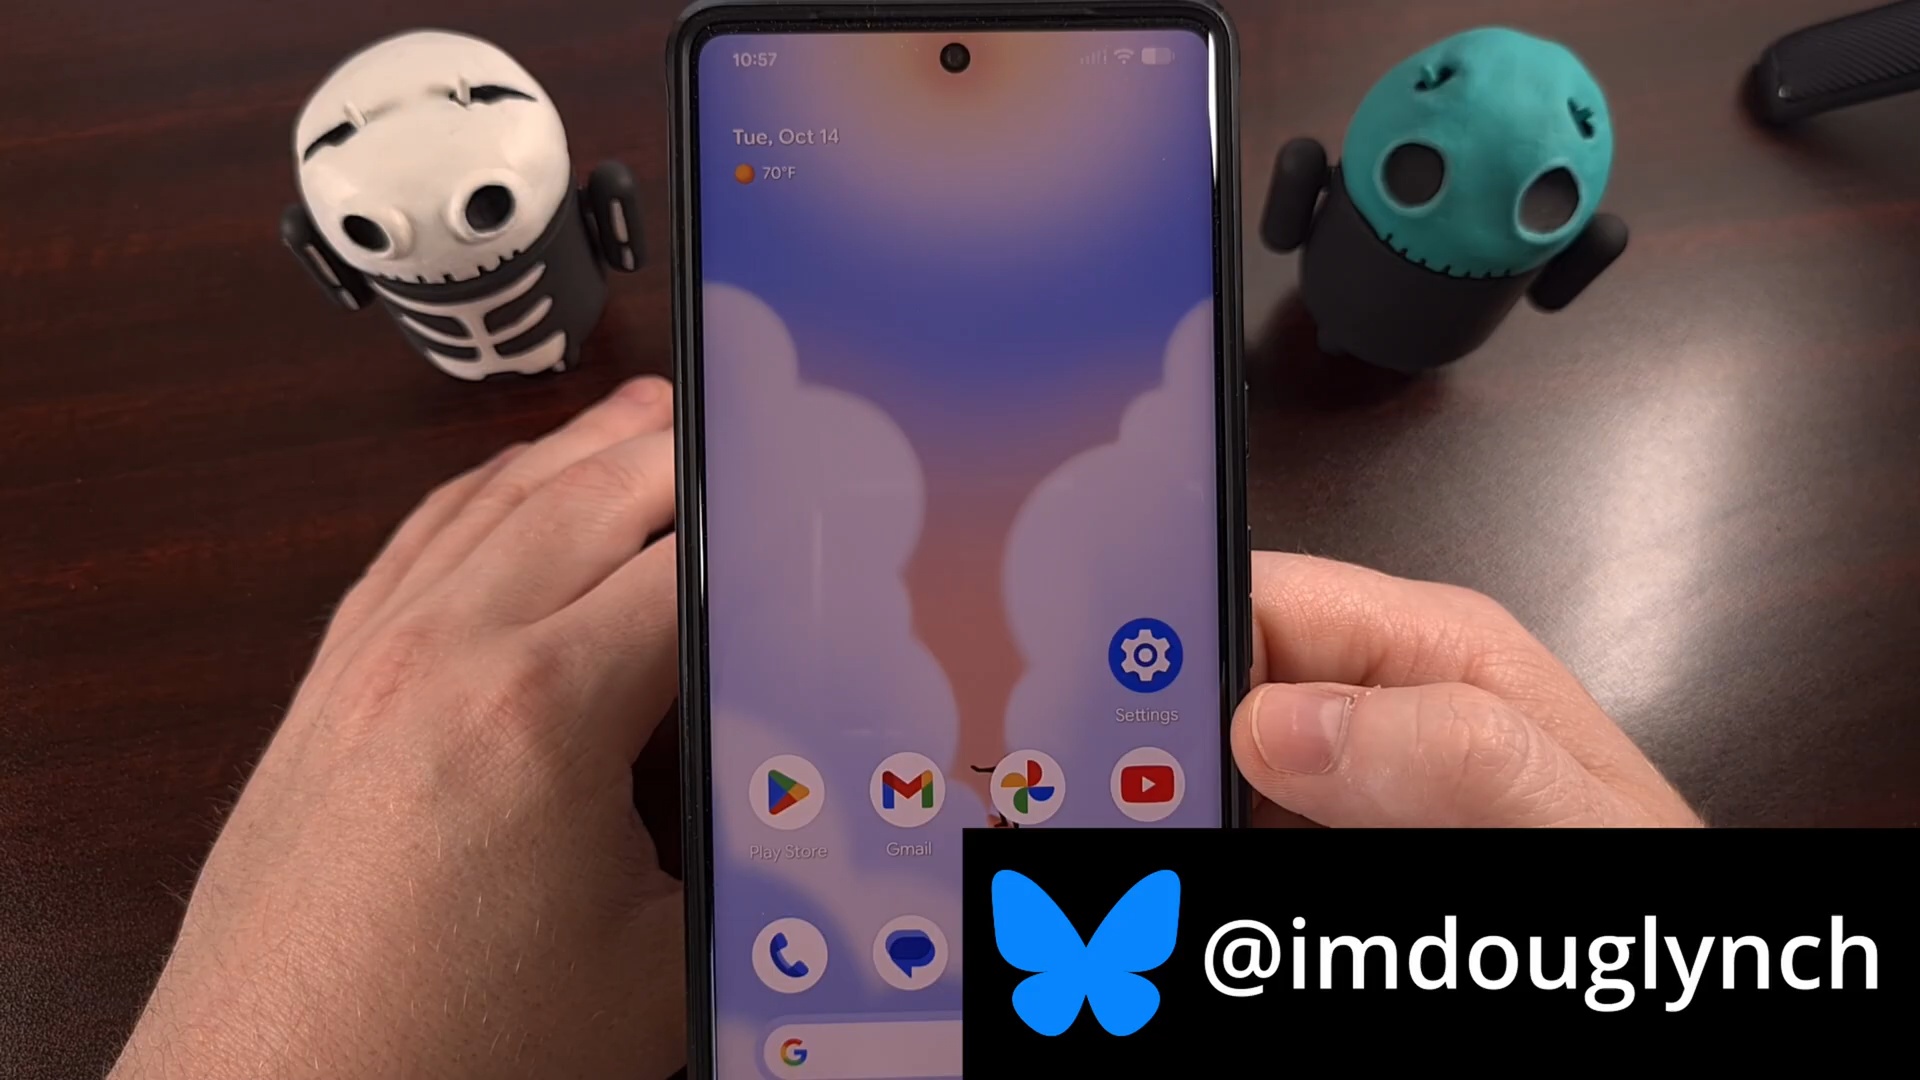 10:57
Tue, Oct 14
70°F
Settings
Play Store
Gmail
@imdouglynch